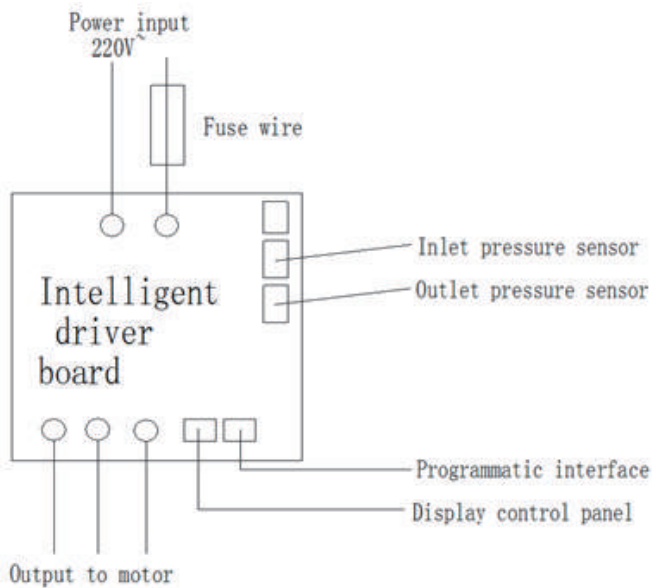 Power input
220V~
Fuse wire
Inlet pressure sensor
Outlet pressure sensor
Intelligent
driver
board
Programmatic interface
Display control panel
Output to motor